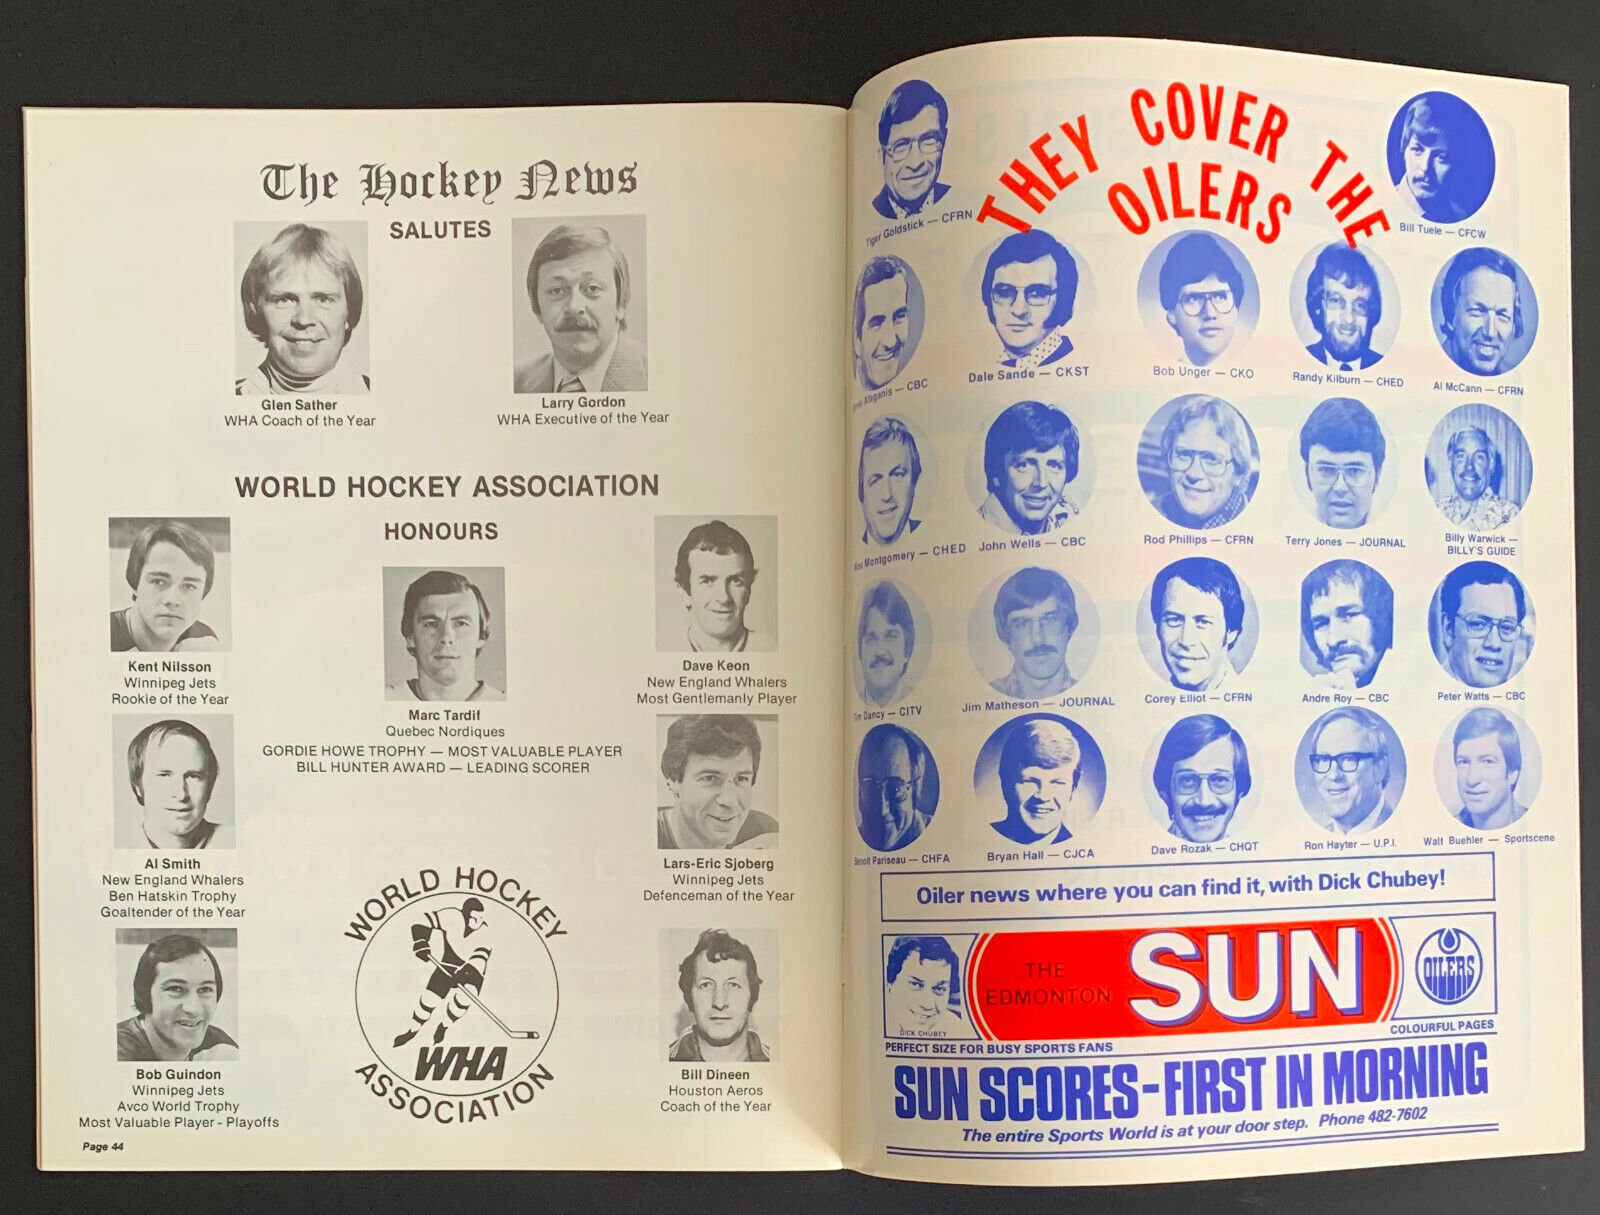 The Hockey News
SALUTES
Glen Sather
WHA Coach of the Year
Larry Gordon
WHA Executive of the Year
WORLD HOCKEY ASSOCIATION
HONOURS
Kent Nilsson
Winnipeg Jets
Rookie of the Year
Marc Tardif
Quebec Nordiques
GORDIE HOWE TROPHY — MOST VALUABLE PLAYER
BILL HUNTER AWARD — LEADING SCORER
Dave Keon
New England Whalers
Most Gentlemanly Player
Al Smith
New England Whalers
Ben Hatskin Trophy
Goaltender of the Year
Lars-Eric Sjoberg
Winnipeg Jets
Defenceman of the Year
Bob Guindon
Winnipeg Jets
Avco World Trophy
Most Valuable Player - Playoffs
WORLD HOCKEY
WHA
ASSOCIATION
Bill Dineen
Houston Aeros
Coach of the Year
Page 44
THEY COVER THE
OILERS
Tiger Goldstick — CFRN
Bill Tuele — CFCW
Afaganis — CBC
Dale Sande — CKST
Bob Unger — CKO
Randy Kilburn — CHED
Al McCann — CFRN
Montgomery — CHED
John Wells — CBC
Rod Phillips — CFRN
Terry Jones — JOURNAL
Billy Warwick —
BILLY'S GUIDE
Dancy — CITV
Jim Matheson — JOURNAL
Corey Elliot — CFRN
Andre Roy — CBC
Peter Watts — CBC
Pariseau — CHFA
Bryan Hall — CJCA
Dave Rozak — CHQT
Ron Hayter — U.P.I.
Walt Buehler — Sportscene
Oiler news where you can find it, with Dick Chubey!
DICK CHUBEY
THE
EDMONTON
SUN
OILERS
PERFECT SIZE FOR BUSY SPORTS FANS
COLOURFUL PAGES
SUN SCORES-FIRST IN MORNING
The entire Sports World is at your door step. Phone 482-7602